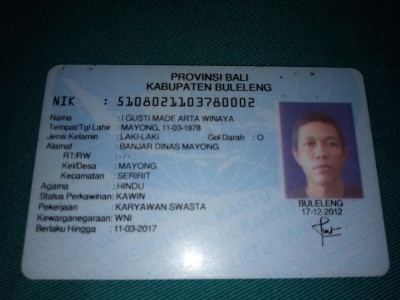 PROVINSI BALI
KABUPATEN BULELENG
NIK : 5108021103780002
Nama : I GUSTI MADE ARTA WINAYA
Tempat/Tgl Lahir : MAYONG, 11-03-1978
Jenis Kelamin : LAKI-LAKI Gol Darah : O
Alamat : BANJAR DINAS MAYONG
RT/RW : -/-
Kel/Desa : MAYONG
Kecamatan : SERIRIT
Agama : HINDU
Status Perkawinan: KAWIN
Pekerjaan : KARYAWAN SWASTA
Kewarganegaraan: WNI
Berlaku Hingga : 11-03-2017
BULELENG
17-12-2012